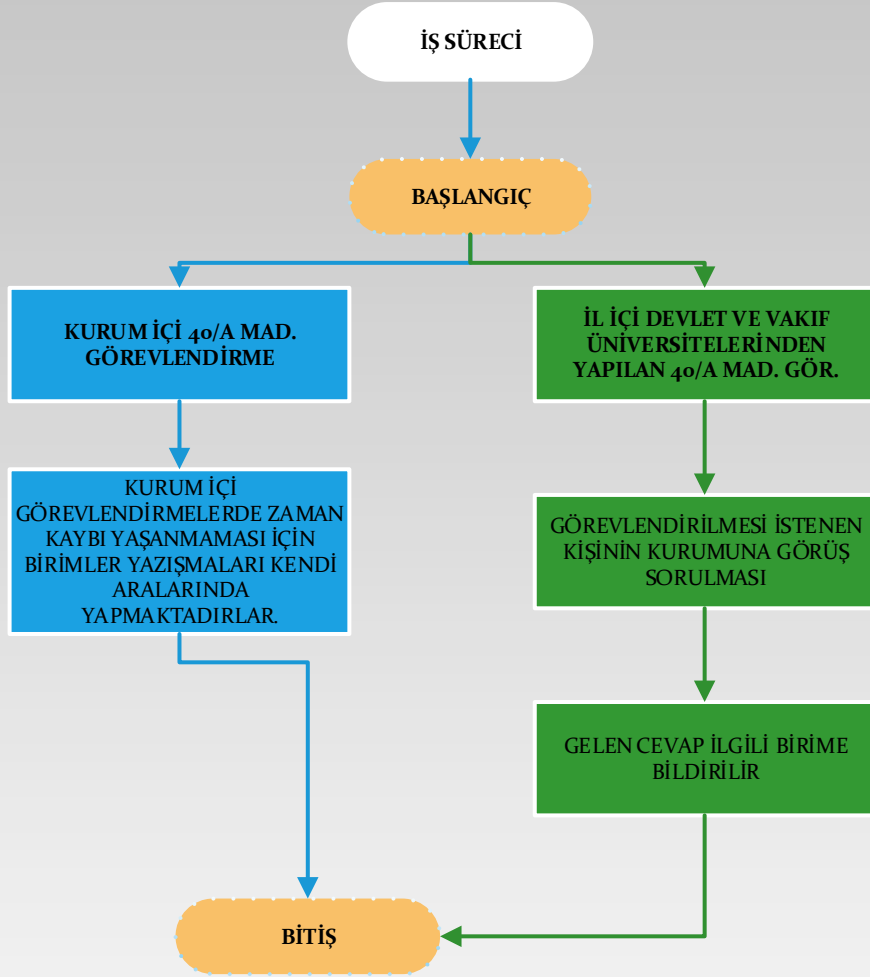 İŞ SÜRECİ
BAŞLANGIÇ
KURUM İÇİ 40/A MAD.
GÖREVLENDİRME
İL İÇİ DEVLET VE VAKIF
ÜNİVERSİTELERİNDEN
YAPILAN 40/A MAD. GÖR.
KURUM İÇİ
GÖREVLENDİRMELERDE ZAMAN
KAYBI YAŞANMAMASI İÇİN
BİRİMLER YAZIŞMALARI KENDİ
ARALARINDA
YAPMAKTADIRLAR.
GÖREVLENDİRİLMESİ İSTENEN
KİŞİNİN KURUMUNA GÖRÜŞ
SORULMASI
GELEN CEVAP İLGİLİ BİRİME
BİLDİRİLİR
BİTİŞ